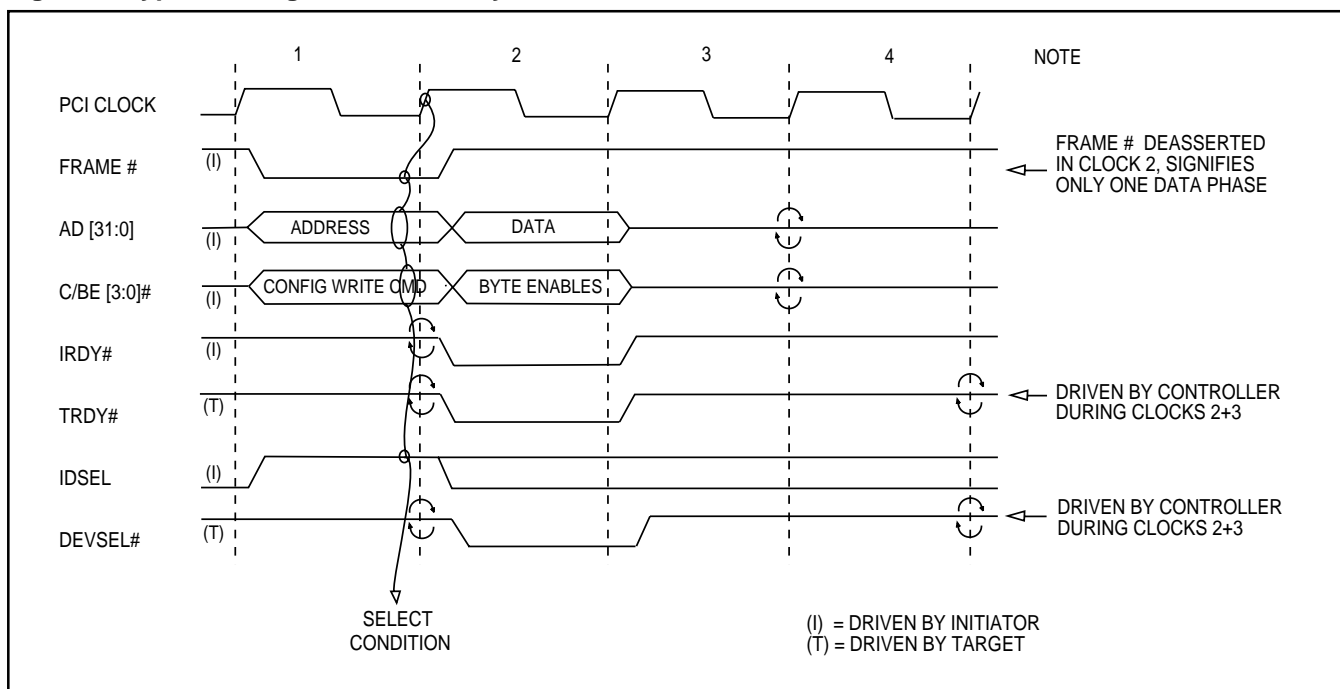 1 2 3 4 NOTE
PCI CLOCK
FRAME # (I)
FRAME # DEASSERTED
IN CLOCK 2, SIGNIFIES
ONLY ONE DATA PHASE
AD [31:0] (I) ADDRESS DATA
C/BE [3:0]# (I) CONFIG WRITE CMD BYTE ENABLES
IRDY# (I)
TRDY# (T)
DRIVEN BY CONTROLLER
DURING CLOCKS 2+3
IDSEL (I)
DEVSEL# (T)
DRIVEN BY CONTROLLER
DURING CLOCKS 2+3
SELECT
CONDITION
(I) = DRIVEN BY INITIATOR
(T) = DRIVEN BY TARGET